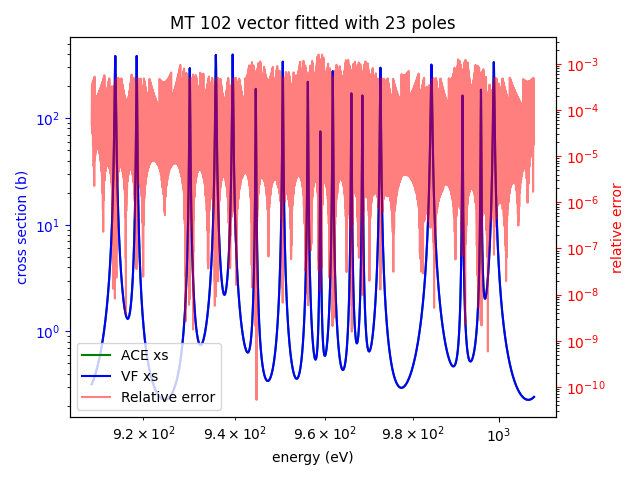 MT 102 vector fitted with 23 poles
cross section (b)
10² 10¹ 10⁰
ACE xs
VF xs
Relative error
9.2 × 10² 9.4 × 10² 9.6 × 10² 9.8 × 10² 10³
energy (eV)
10⁻³ 10⁻⁴ 10⁻⁵ 10⁻⁶ 10⁻⁷ 10⁻⁸ 10⁻⁹ 10⁻¹⁰
relative error